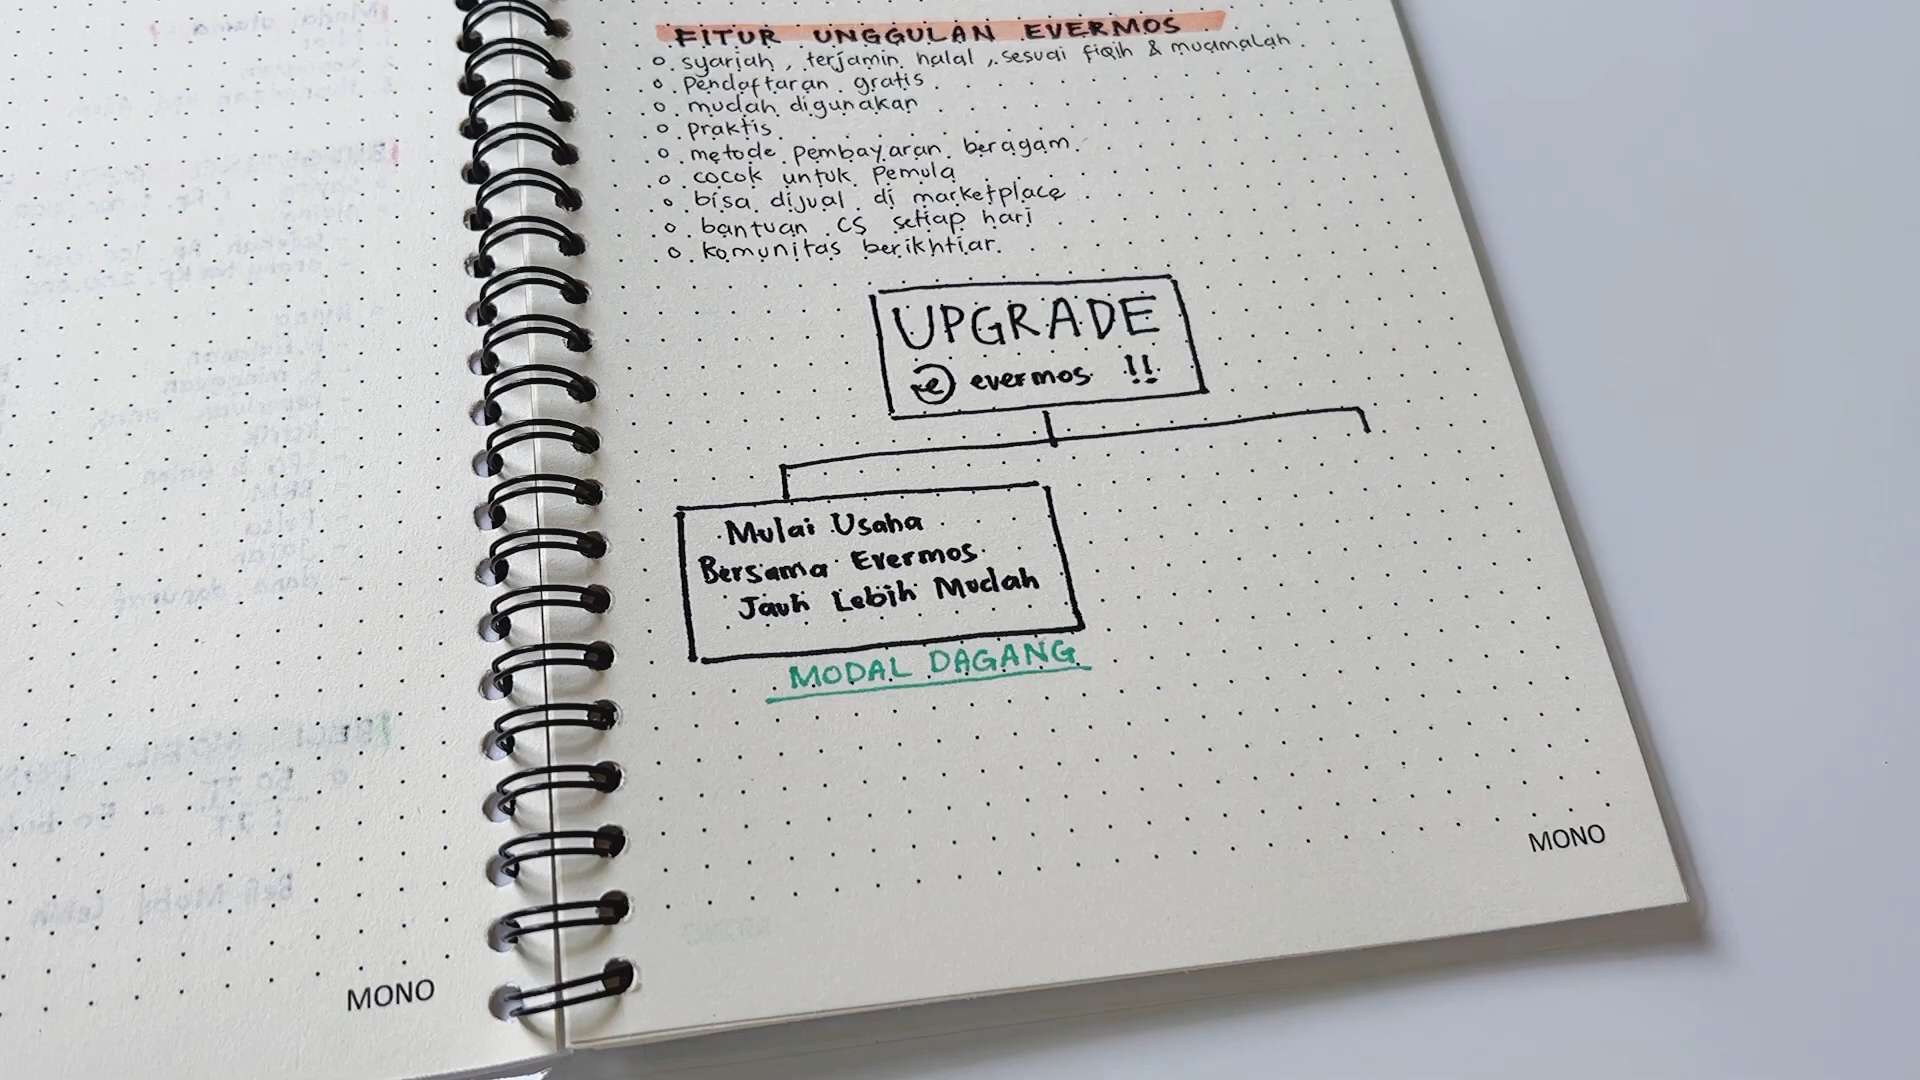 FITUR UNGGULAN EVERMOS
o syariah, terjamin halal, sesuai fiqih & muamalah
o Pendaftaran gratis
o mudah digunakan
o praktis
o metode pembayaran beragam
o cocok untuk pemula
o bisa dijual di marketplace
o bantuan CS setiap hari
o komunitas berikhtiar
UPGRADE
e evermos !!
Mulai Usaha
Bersama Evermos
Jauh Lebih Mudah
MODAL DAGANG
MONO
MONO